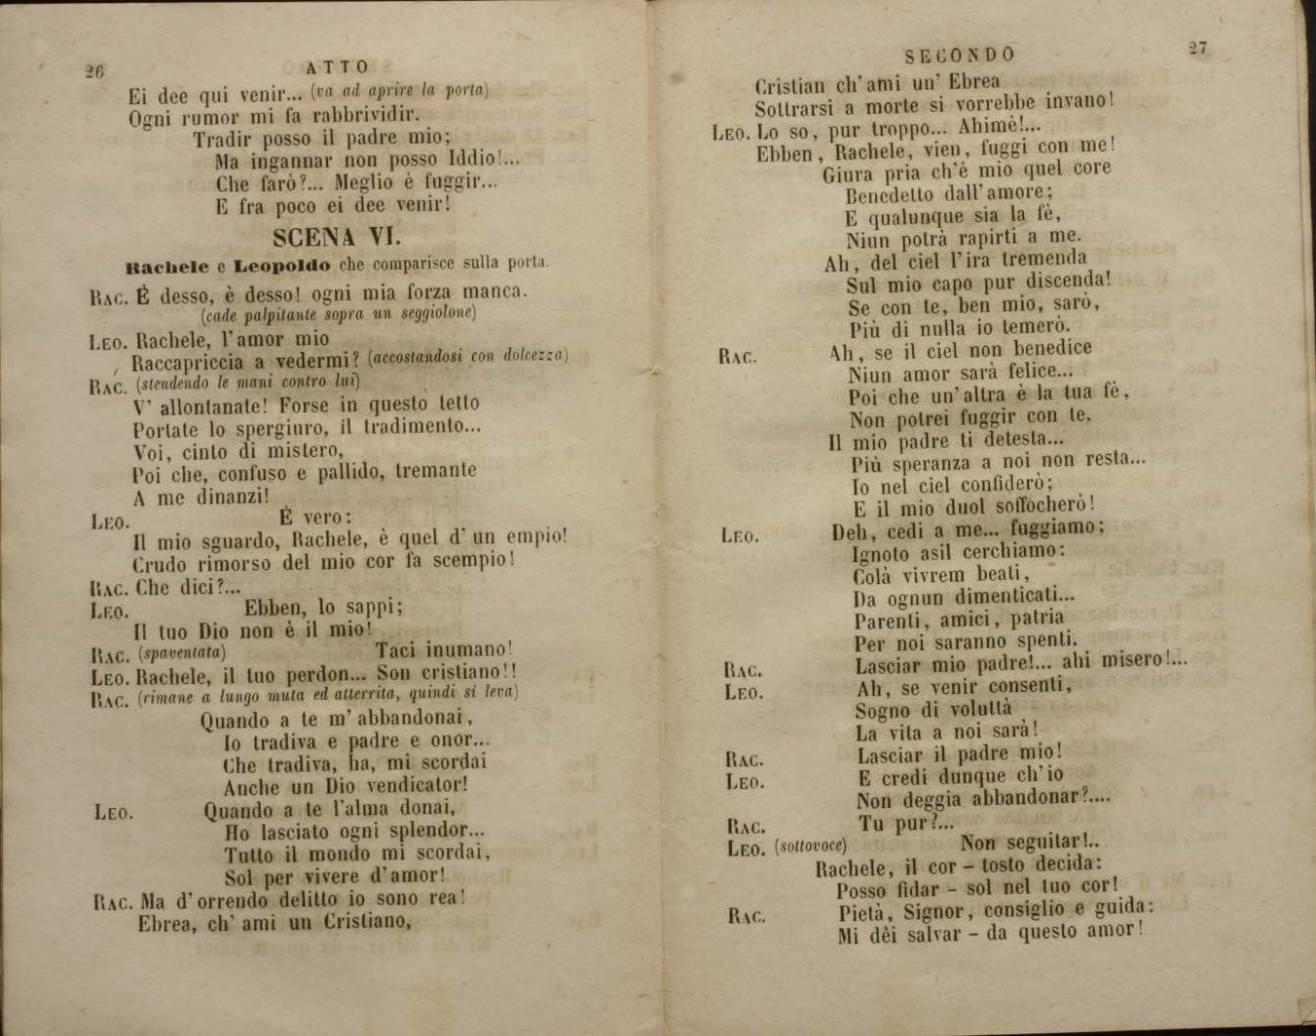 26
ATTO
Ei dee qui venir... (va ad aprire la porta)
Ogni rumor mi fa rabbrividir.
Tradir posso il padre mio;
Ma ingannar non posso Iddio!...
Che farò?... Meglio è fuggir...
E fra poco ei dee venir!
SCENA VI.
Rachele e Leopoldo che comparisce sulla porta.
RAC. È desso, è desso! ogni mia forza manca.
(cade palpitante sopra un seggiolone)
LEO. Rachele, l'amor mio
Raccapriccia a vedermi? (accostandosi con dolcezza)
RAC. (stendendo le mani contro lui)
V' allontanate! Forse in questo tetto
Portate lo spergiuro, il tradimento...
Voi, cinto di mistero,
Poi che, confuso e pallido, tremante
A me dinanzi!
LEO. È vero:
Il mio sguardo, Rachele, è quel d' un empio!
Crudo rimorso del mio cor fa scempio!
RAC. Che dici?...
LEO. Ebben, lo sappi;
Il tuo Dio non è il mio!
RAC. (spaventata) Taci inumano!
LEO. Rachele, il tuo perdon... Son cristiano!!
RAC. (rimane a lungo muta ed atterrita, quindi si leva)
Quando a te m' abbandonai,
Io tradiva e padre e onor...
Che tradiva, ha, mi scordai
Anche un Dio vendicator!
LEO. Quando a te l'alma donai,
Ho lasciato ogni splendor...
Tutto il mondo mi scordai,
Sol per vivere d'amor!
RAC. Ma d' orrendo delitto io sono rea!
Ebrea, ch' ami un Cristiano,
SECONDO
27
Cristian ch' ami un' Ebrea
Sottrarsi a morte si vorrebbe invano!
LEO. Lo so, pur troppo... Ahimè!...
Ebben, Rachele, vien, fuggi con me!
Giura pria ch'è mio quel core
Benedetto dall'amore;
E qualunque sia la fè,
Niun potrà rapirti a me.
Ah, del ciel l'ira tremenda
Sul mio capo pur discenda!
Se con te, ben mio, sarò,
Più di nulla io temerò.
RAC. Ah, se il ciel non benedice
Niun amor sarà felice...
Poi che un'altra è la tua fè,
Non potrei fuggir con te.
Il mio padre ti detesta...
Più speranza a noi non resta...
Io nel ciel confiderò;
E il mio duol soffocherò!
LEO. Deh, cedi a me... fuggiamo;
Ignoto asil cerchiamo:
Colà vivrem beati,
Da ognun dimenticati...
Parenti, amici, patria
Per noi saranno spenti.
RAC. Lasciar mio padre!... ahi misero!...
LEO. Ah, se venir consenti,
Sogno di voluttà
La vita a noi sarà!
RAC. Lasciar il padre mio!
LEO. E credi dunque ch'io
Non deggia abbandonar?....
RAC. Tu pur?...
LEO. (sottovoce) Non seguitar!..
Rachele, il cor – tosto decida:
Posso fidar – sol nel tuo cor!
RAC. Pietà, Signor, consiglio e guida:
Mi dêi salvar – da questo amor!